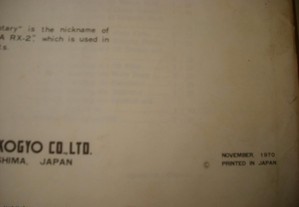 tary" is the nickname of
A RX-2", which is used in
ts.
KOGYO CO.,LTD.
SHIMA, JAPAN
NOVEMBER, 1970
© PRINTED IN JAPAN